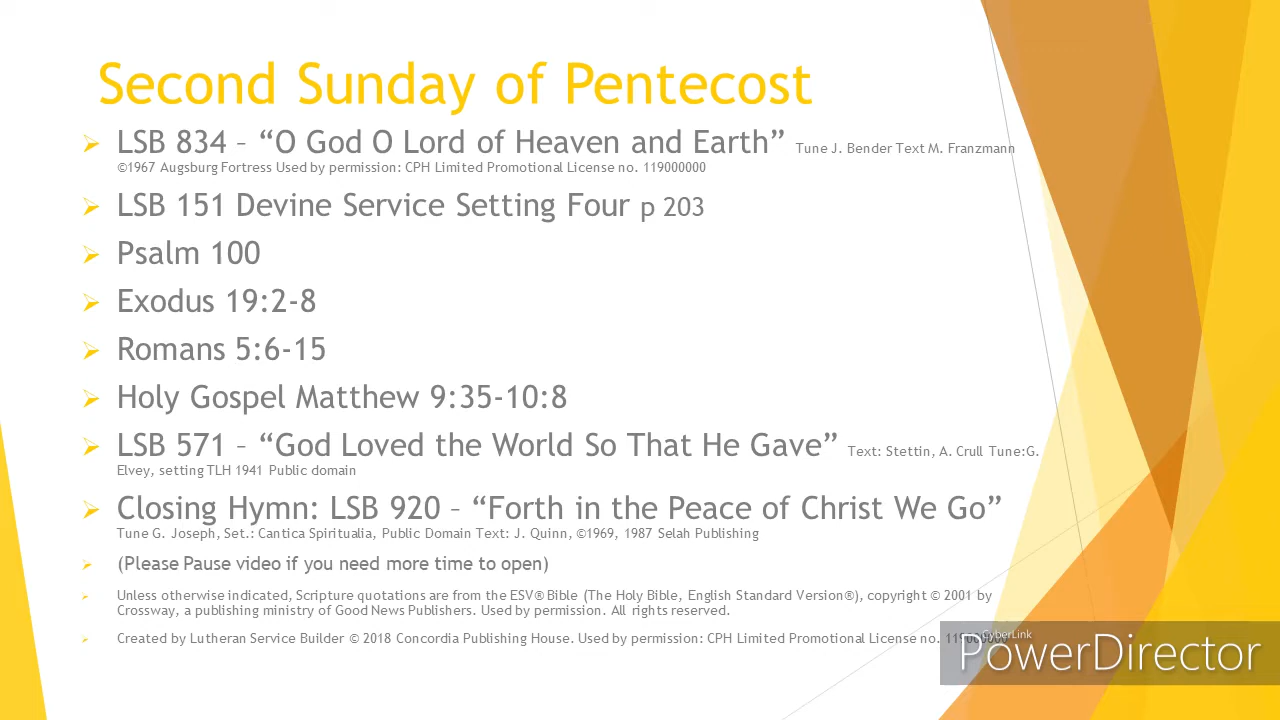 Second Sunday of Pentecost
LSB 834 – “O God O Lord of Heaven and Earth” Tune J. Bender Text M. Franzmann
©1967 Augsburg Fortress Used by permission: CPH Limited Promotional License no. 119000000
LSB 151 Devine Service Setting Four p 203
Psalm 100
Exodus 19:2-8
Romans 5:6-15
Holy Gospel Matthew 9:35-10:8
LSB 571 – “God Loved the World So That He Gave” Text: Stettin, A. Crull Tune:G.
Elvey, setting TLH 1941 Public domain
Closing Hymn: LSB 920 – “Forth in the Peace of Christ We Go”
Tune G. Joseph, Set.: Cantica Spiritualia, Public Domain Text: J. Quinn, ©1969, 1987 Selah Publishing
(Please Pause video if you need more time to open)
Unless otherwise indicated, Scripture quotations are from the ESV® Bible (The Holy Bible, English Standard Version®), copyright © 2001 by
Crossway, a publishing ministry of Good News Publishers. Used by permission. All rights reserved.
Created by Lutheran Service Builder © 2018 Concordia Publishing House. Used by permission: CPH Limited Promotional License no. 119000000
CyberLink
PowerDirector